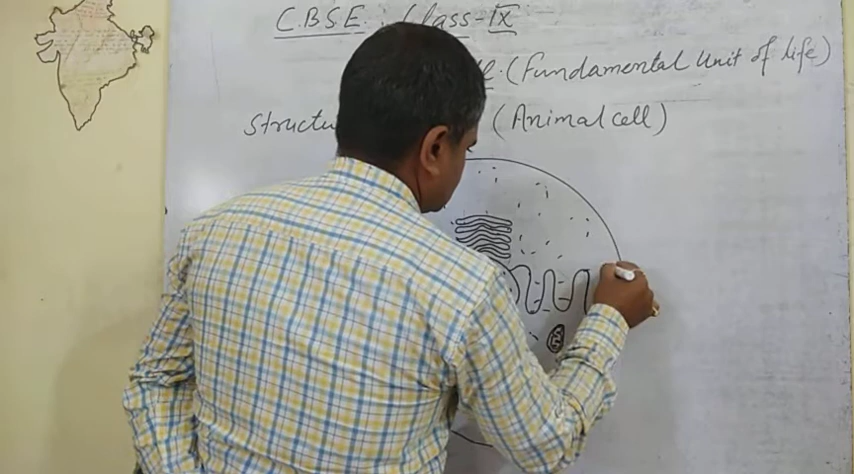 C.B.S.E. Class-IX
(Fundamental Unit of life)
(Animal cell)